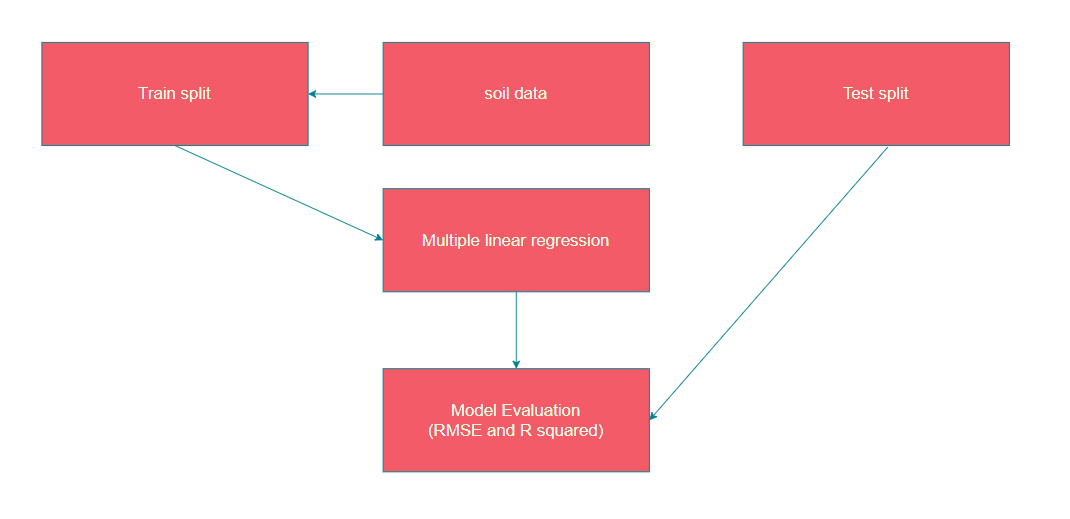 Train split
soil data
Test split
Multiple linear regression
Model Evaluation
(RMSE and R squared)